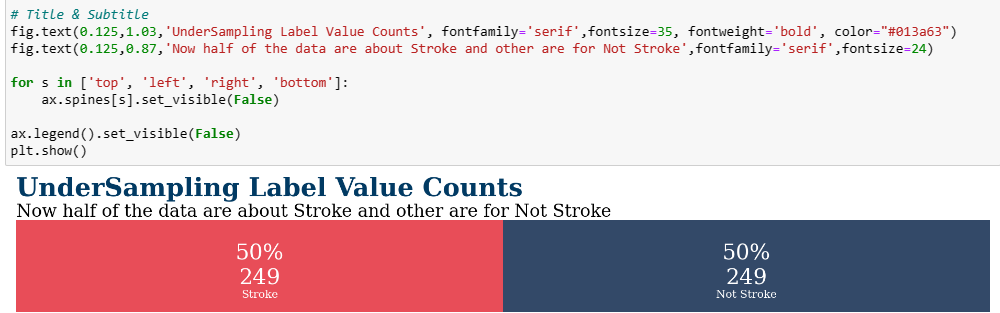 # Title & Subtitle
fig.text(0.125,1.03,'UnderSampling Label Value Counts', fontfamily='serif',fontsize=35, fontweight='bold', color="#013a63")
fig.text(0.125,0.87,'Now half of the data are about Stroke and other are for Not Stroke',fontfamily='serif',fontsize=24)
for s in ['top', 'left', 'right', 'bottom']:
    ax.spines[s].set_visible(False)
ax.legend().set_visible(False)
plt.show()
UnderSampling Label Value Counts
Now half of the data are about Stroke and other are for Not Stroke
50%
249
Stroke
50%
249
Not Stroke